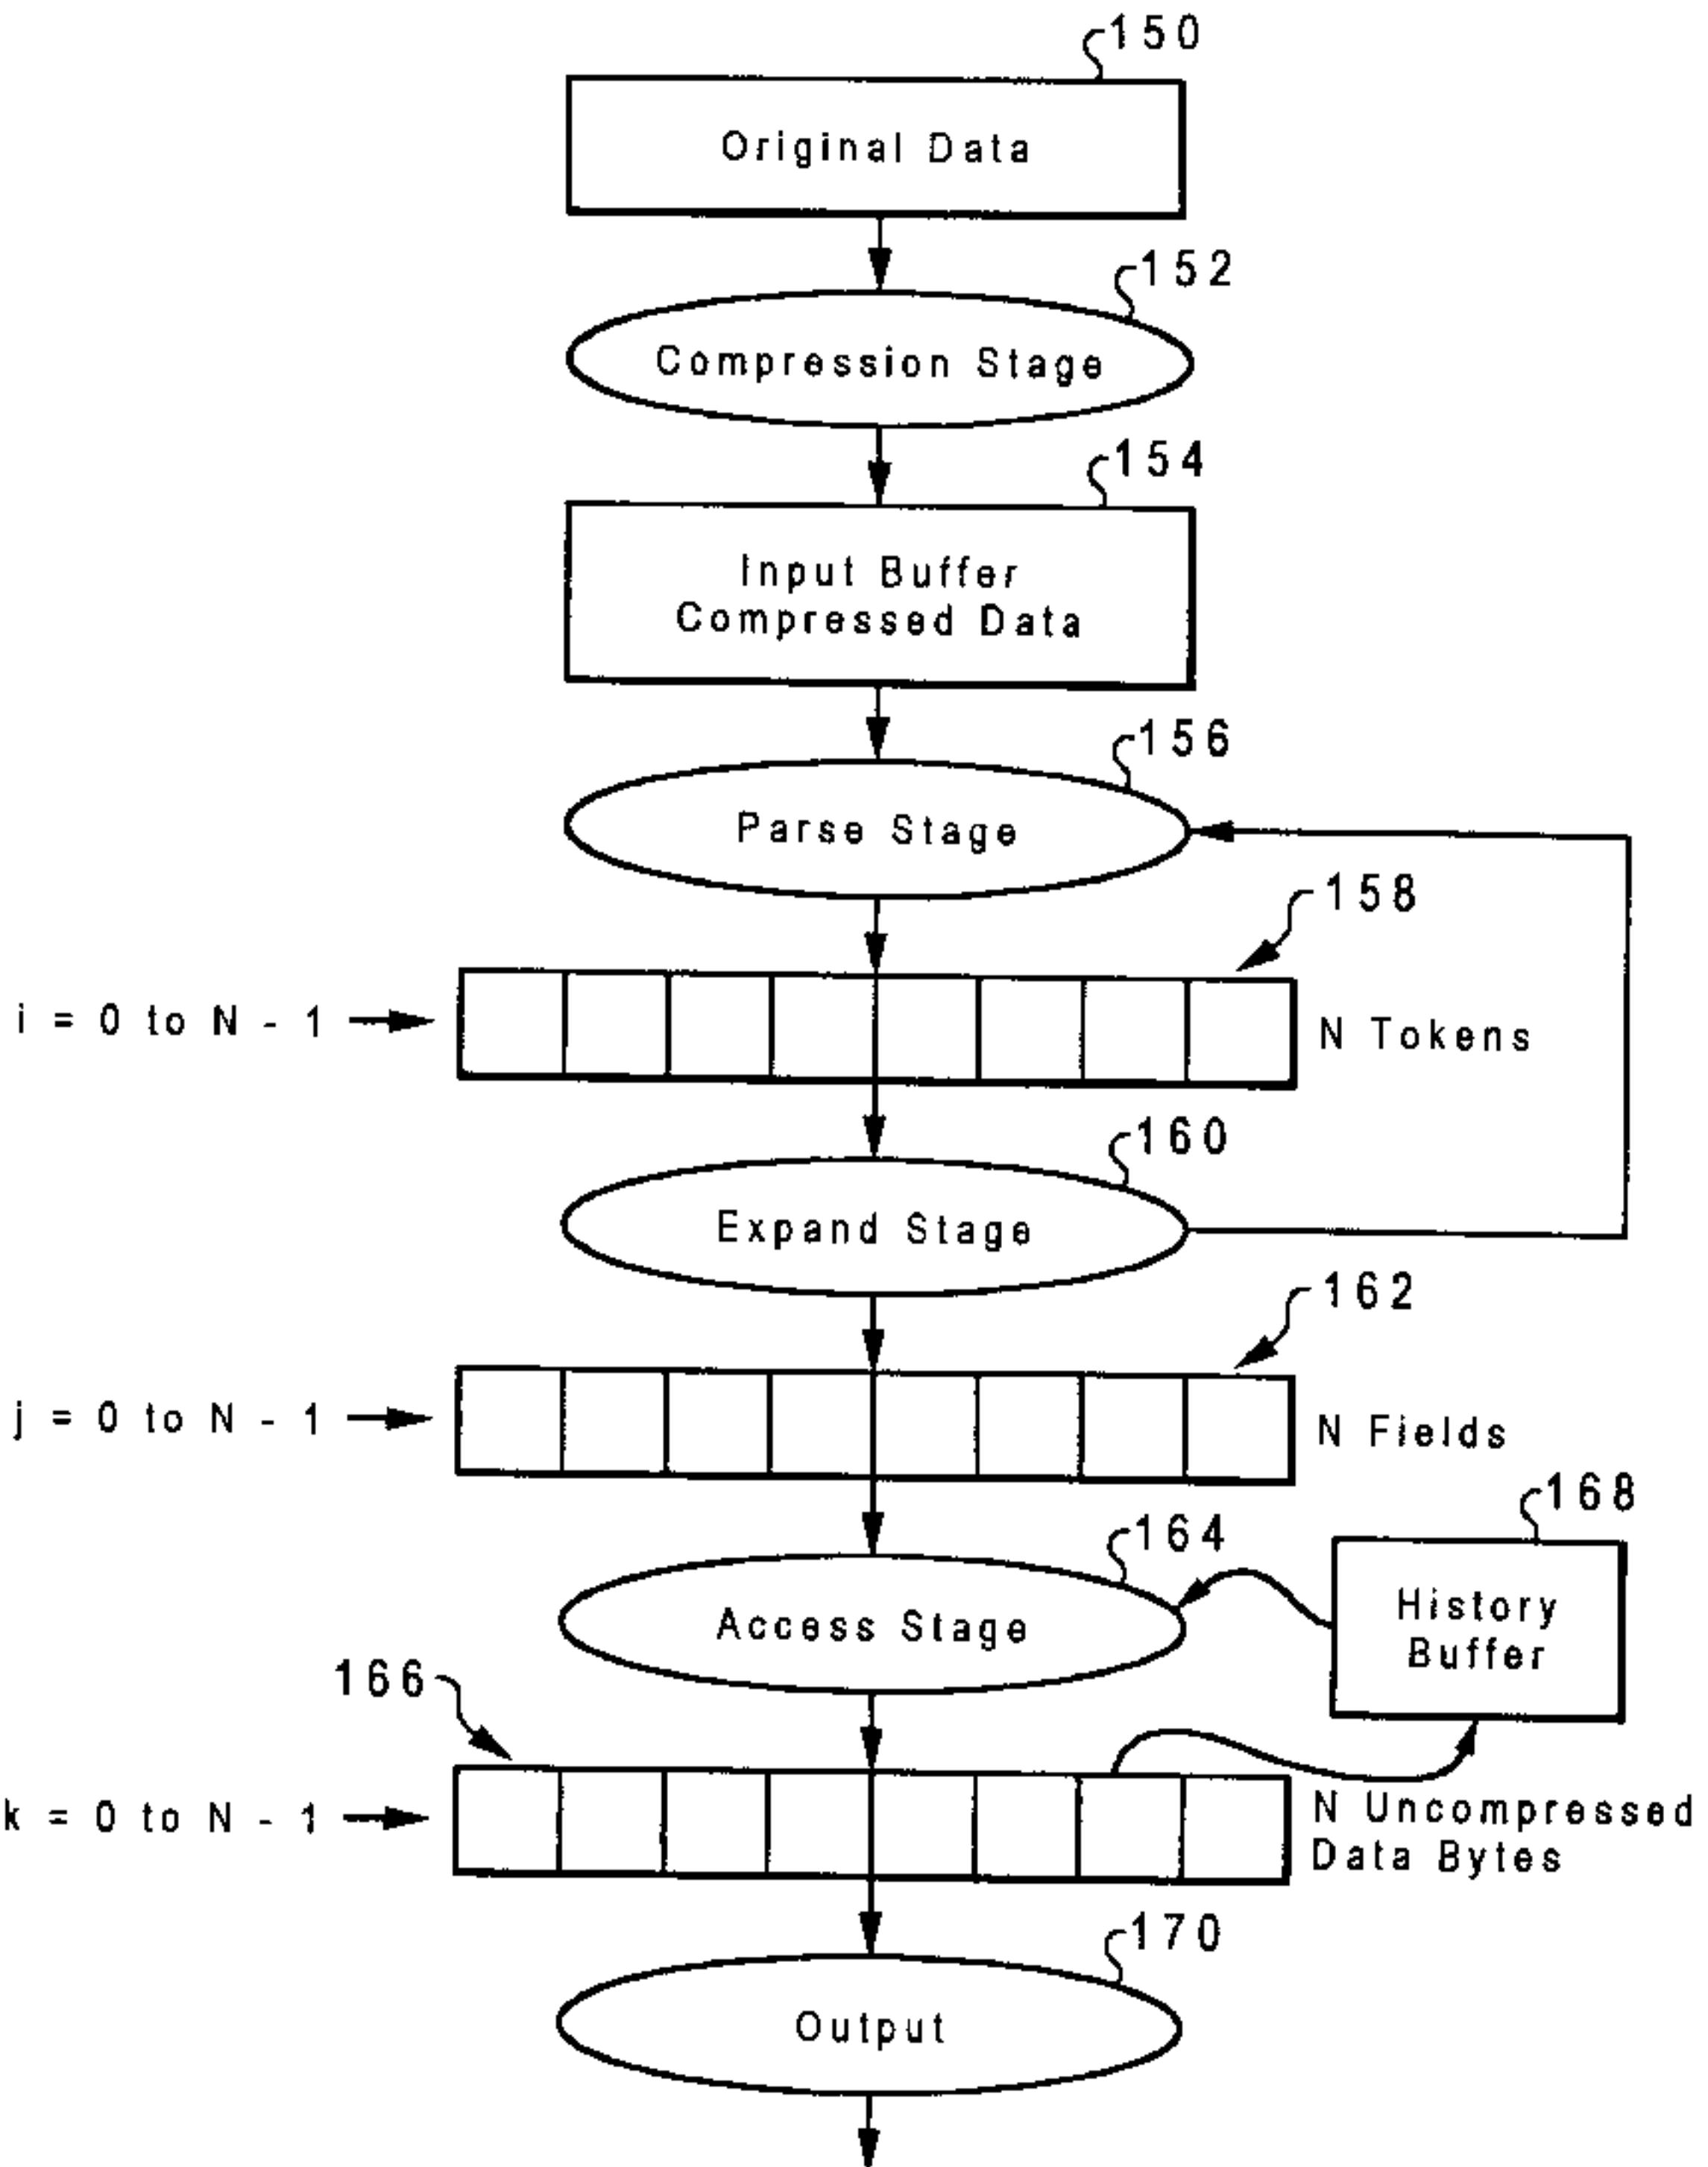 150
Original Data
152
Compression Stage
154
Input Buffer
Compressed Data
156
Parse Stage
158
i = 0 to N - 1
N Tokens
160
Expand Stage
162
j = 0 to N - 1
N Fields
168
164
History
Buffer
Access Stage
166
k = 0 to N - 1
N Uncompressed
Data Bytes
170
Output